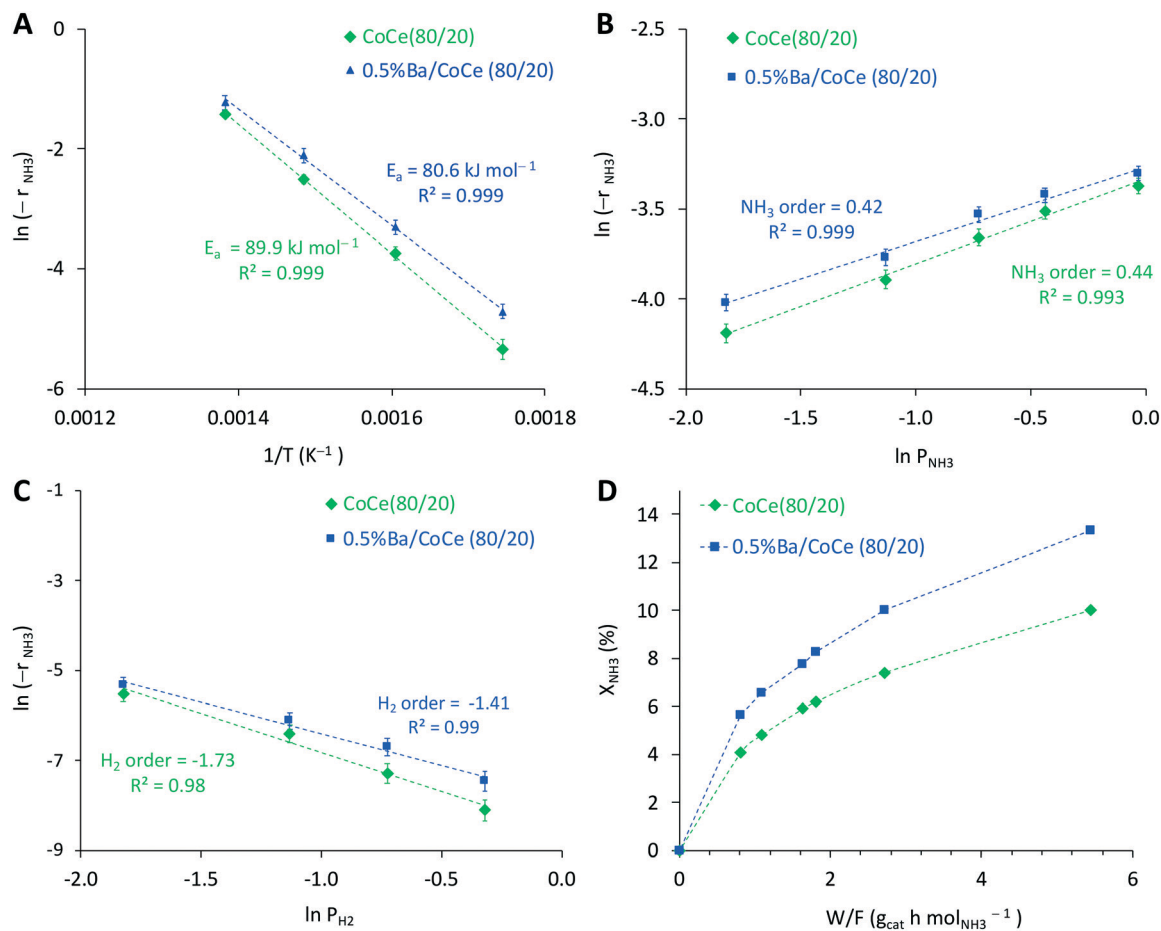 A
CoCe(80/20)
0.5%Ba/CoCe (80/20)
0
-2
-4
-6
ln (− r NH3)
Ea = 80.6 kJ mol−1
R² = 0.999
Ea = 89.9 kJ mol−1
R² = 0.999
0.0012
0.0014
0.0016
0.0018
1/T (K−1 )
B
CoCe(80/20)
0.5%Ba/CoCe (80/20)
-2.5
-3.0
-3.5
-4.0
-4.5
ln (−r NH3)
NH3 order = 0.42
R² = 0.999
NH3 order = 0.44
R² = 0.993
-2.0
-1.5
-1.0
-0.5
0.0
ln PNH3
C
CoCe(80/20)
0.5%Ba/CoCe (80/20)
-1
-5
-7
-9
ln (−r NH3)
H2 order = -1.41
R² = 0.99
H2 order = -1.73
R² = 0.98
-2.0
-1.5
-1.0
-0.5
0.0
ln PH2
D
CoCe(80/20)
0.5%Ba/CoCe (80/20)
14
12
10
8
6
4
2
0
XNH3 (%)
0
2
4
6
W/F (gcat h molNH3 −1 )